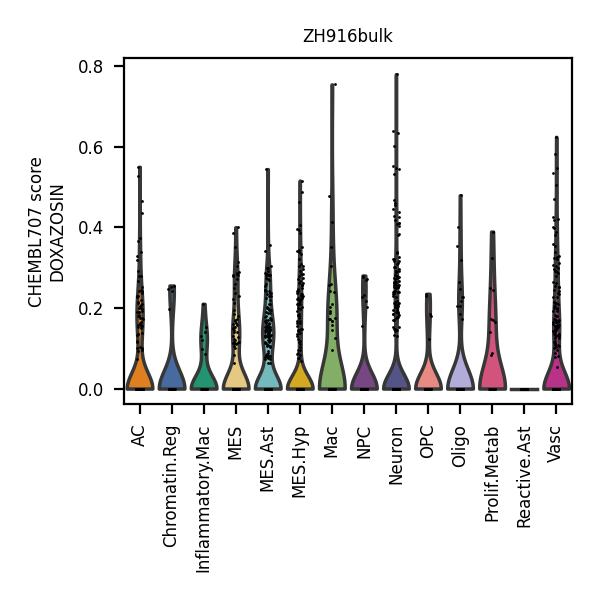 ZH916bulk
CHEMBL707 score
DOXAZOSIN
0.8
0.6
0.4
0.2
0.0
AC
Chromatin.Reg
Inflammatory.Mac
MES
MES.Ast
MES.Hyp
Mac
NPC
Neuron
OPC
Oligo
Prolif.Metab
Reactive.Ast
Vasc